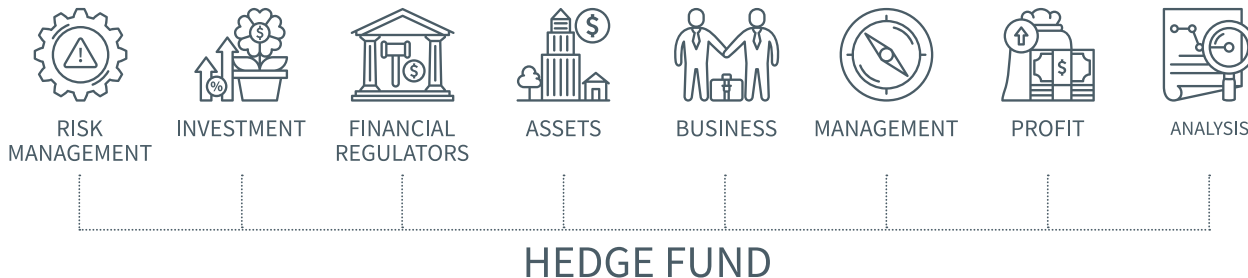 RISK
MANAGEMENT
INVESTMENT
%
$
FINANCIAL
REGULATORS
$
ASSETS
$
BUSINESS
MANAGEMENT
PROFIT
$
ANALYSIS
HEDGE FUND